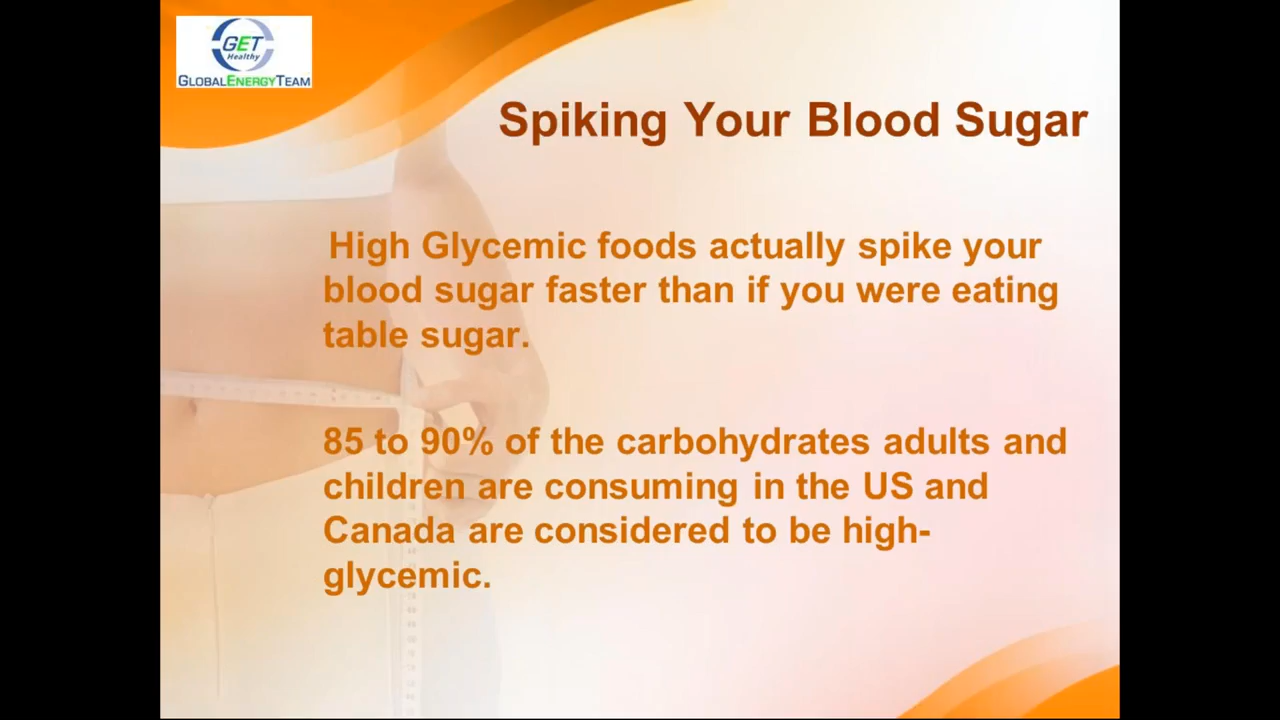 GET
Healthy
GLOBALENERGYTEAM
Spiking Your Blood Sugar
High Glycemic foods actually spike your
blood sugar faster than if you were eating
table sugar.
85 to 90% of the carbohydrates adults and
children are consuming in the US and
Canada are considered to be high-
glycemic.